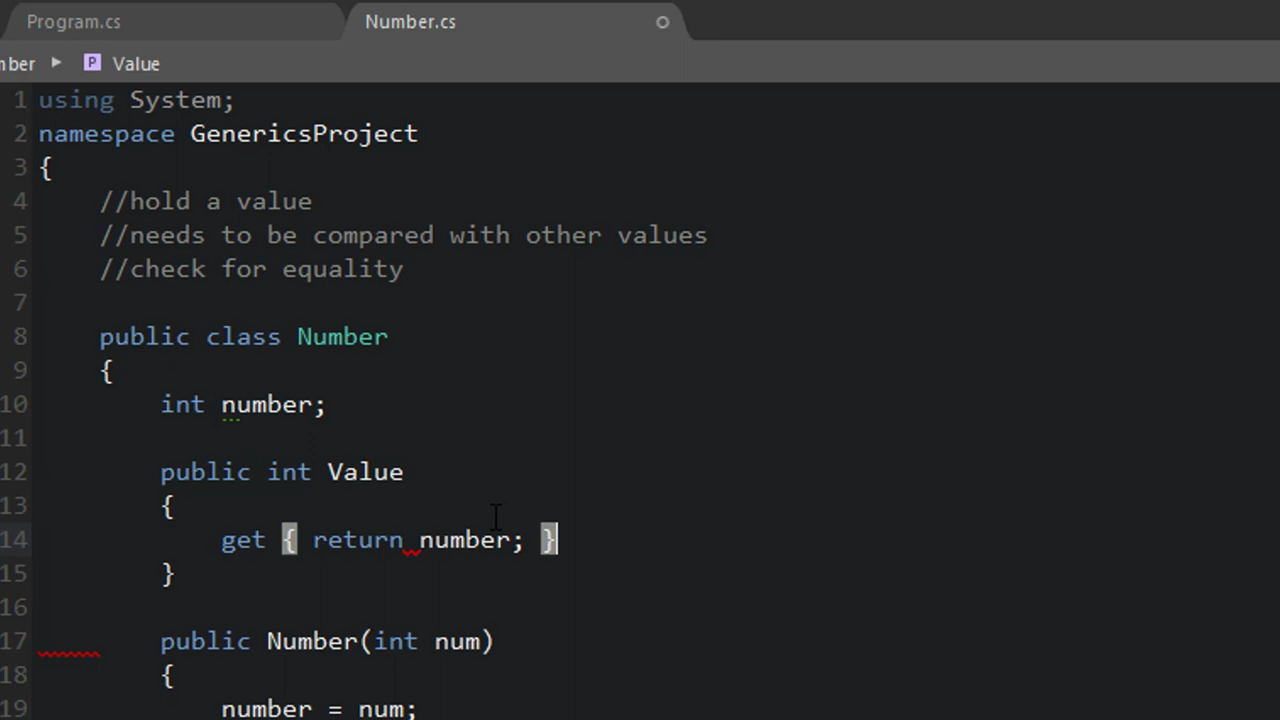 Program.cs
Number.cs
mber ▶ P Value
1 using System;
2 namespace GenericsProject
3 {
4     //hold a value
5     //needs to be compared with other values
6     //check for equality
7
8     public class Number
9     {
10         int number;
11
12         public int Value
13         {
14             get { return number; }
15         }
16
17         public Number(int num)
18         {
19             number = num;